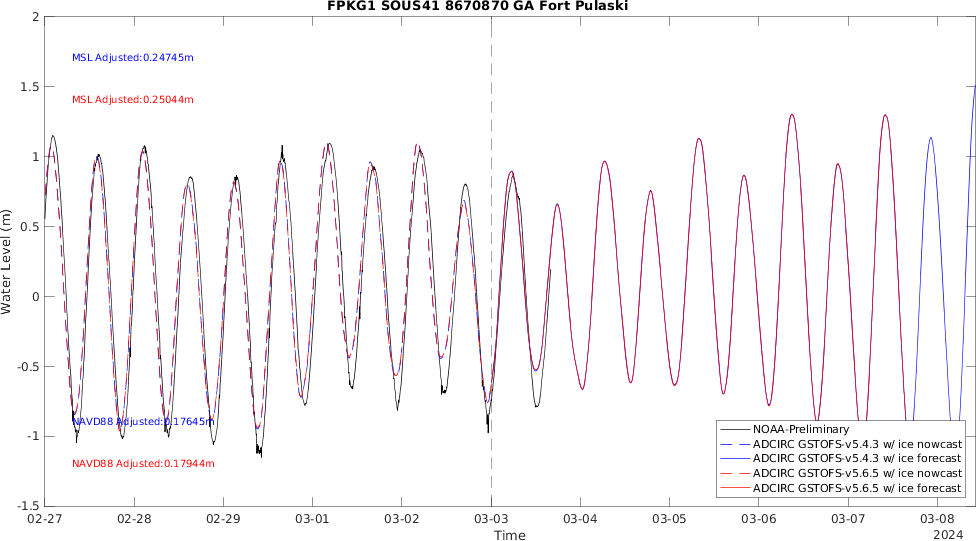 FPKG1 SOUS41 8670870 GA Fort Pulaski
2
1.5
1
0.5
0
-0.5
-1
-1.5
Water Level (m)
MSL Adjusted:0.24745m
MSL Adjusted:0.25044m
NAVD88 Adjusted:0.17645m
NAVD88 Adjusted:0.17944m
NOAA-Preliminary
ADCIRC GSTOFS-v5.4.3 w/ ice nowcast
ADCIRC GSTOFS-v5.4.3 w/ ice forecast
ADCIRC GSTOFS-v5.6.5 w/ ice nowcast
ADCIRC GSTOFS-v5.6.5 w/ ice forecast
02-27 02-28 02-29 03-01 03-02 03-03 03-04 03-05 03-06 03-07 03-08
Time 2024